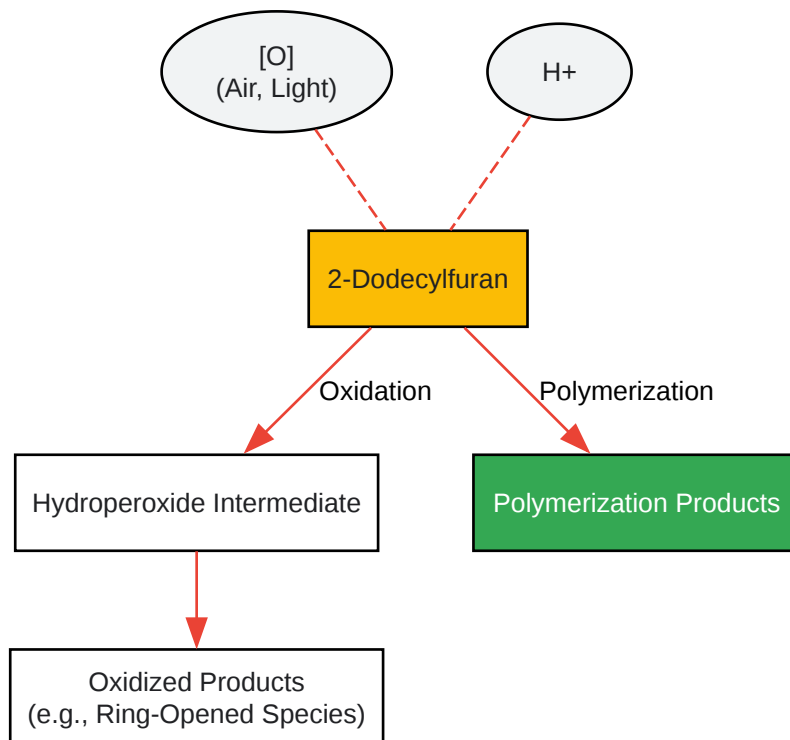 [O]
(Air, Light)
H+
2-Dodecylfuran
Oxidation
Polymerization
Hydroperoxide Intermediate
Polymerization Products
Oxidized Products
(e.g., Ring-Opened Species)